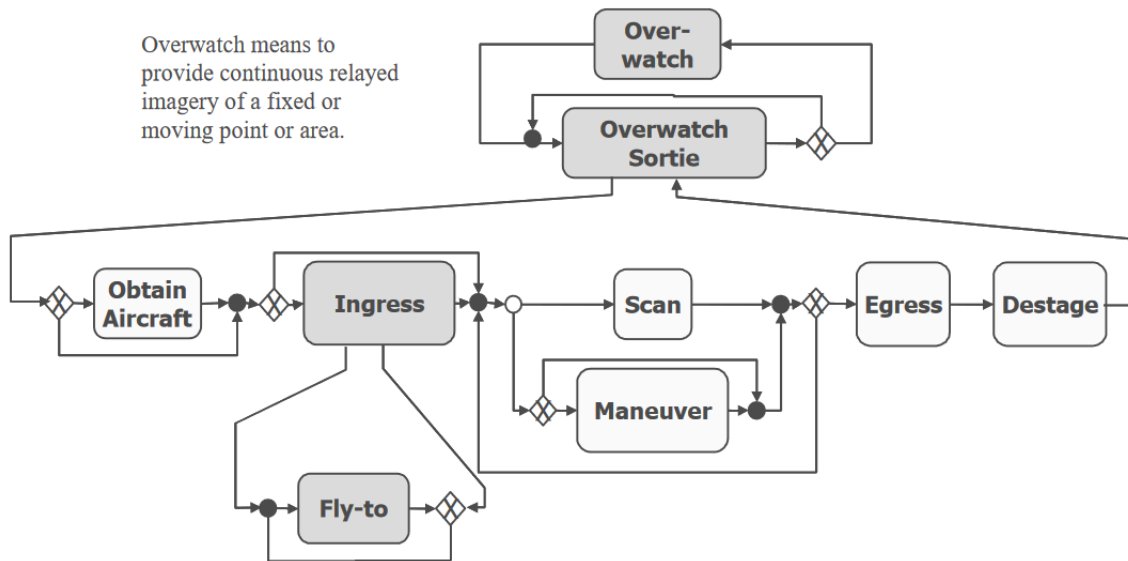 Overwatch means to
provide continuous relayed
imagery of a fixed or
moving point or area.
Over-
watch
Overwatch
Sortie
Obtain
Aircraft
Ingress
Scan
Egress
Destage
Maneuver
Fly-to